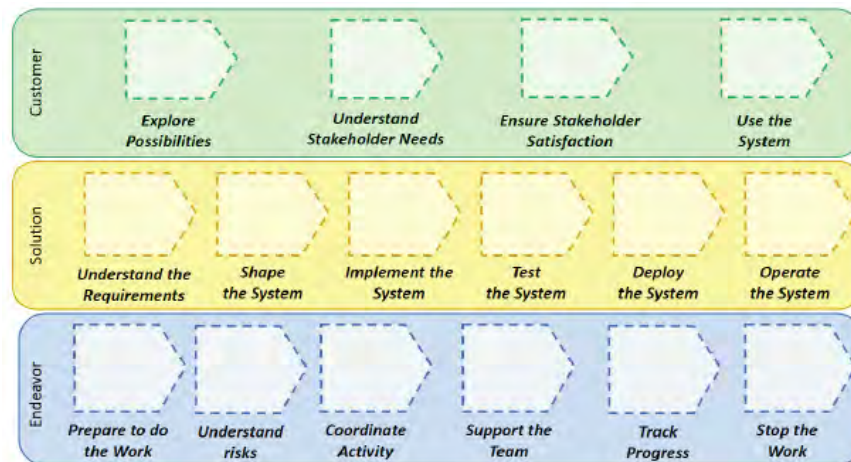 Customer
Explore
Possibilities
Understand
Stakeholder Needs
Ensure Stakeholder
Satisfaction
Use the
System
Solution
Understand the
Requirements
Shape
the System
Implement the
System
Test
the System
Deploy
the System
Operate
the System
Endeavor
Prepare to do
the Work
Understand
risks
Coordinate
Activity
Support the
Team
Track
Progress
Stop the
Work